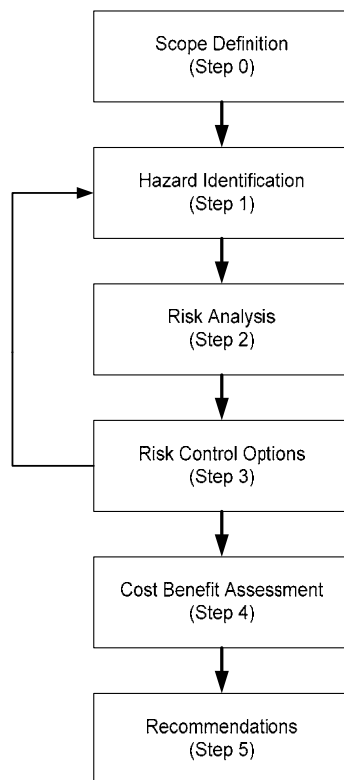 Scope Definition
(Step 0)
Hazard Identification
(Step 1)
Risk Analysis
(Step 2)
Risk Control Options
(Step 3)
Cost Benefit Assessment
(Step 4)
Recommendations
(Step 5)